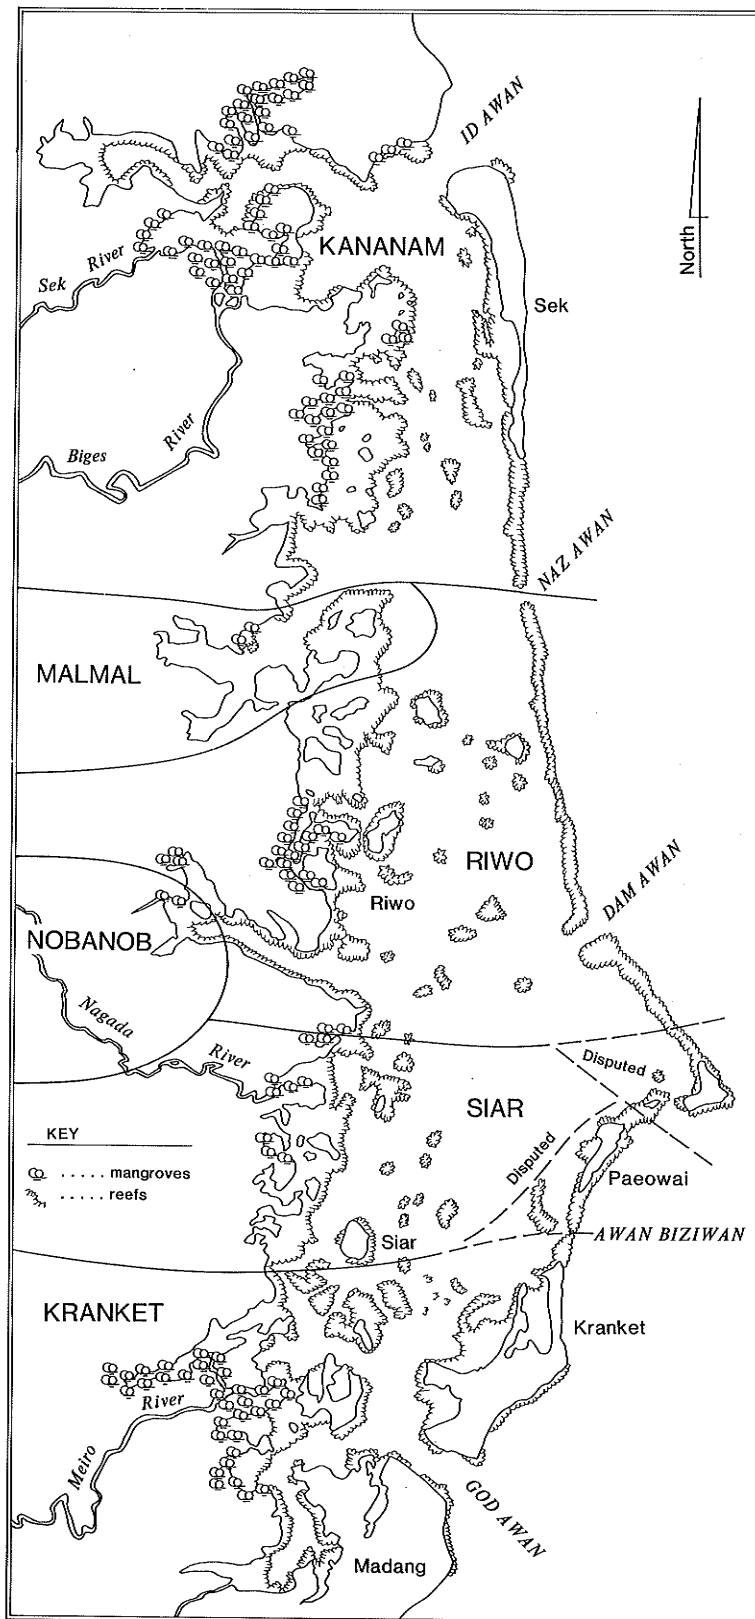 ID AWAN
North
KANANAM
Sek River
Sek
Biges River
NAZ AWAN
MALMAL
RIWO
Riwo
DAM AWAN
NOBANOB
Nagada River
Disputed
SIAR
KEY
..... mangroves
..... reefs
Disputed
Paeowai
Siar
AWAN BIZIWAN
KRANKET
Kranket
Meiro River
GOD AWAN
Madang